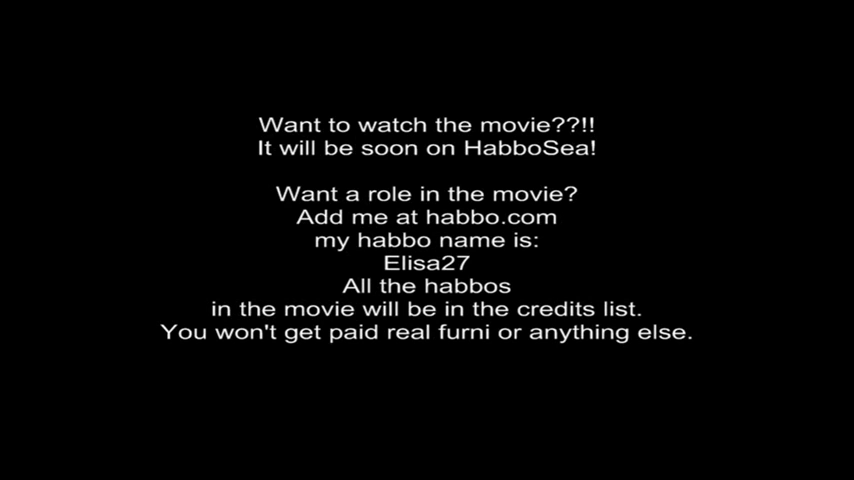 Want to watch the movie??!!
It will be soon on HabboSea!
Want a role in the movie?
Add me at habbo.com
my habbo name is:
Elisa27
All the habbos
in the movie will be in the credits list.
You won't get paid real furni or anything else.